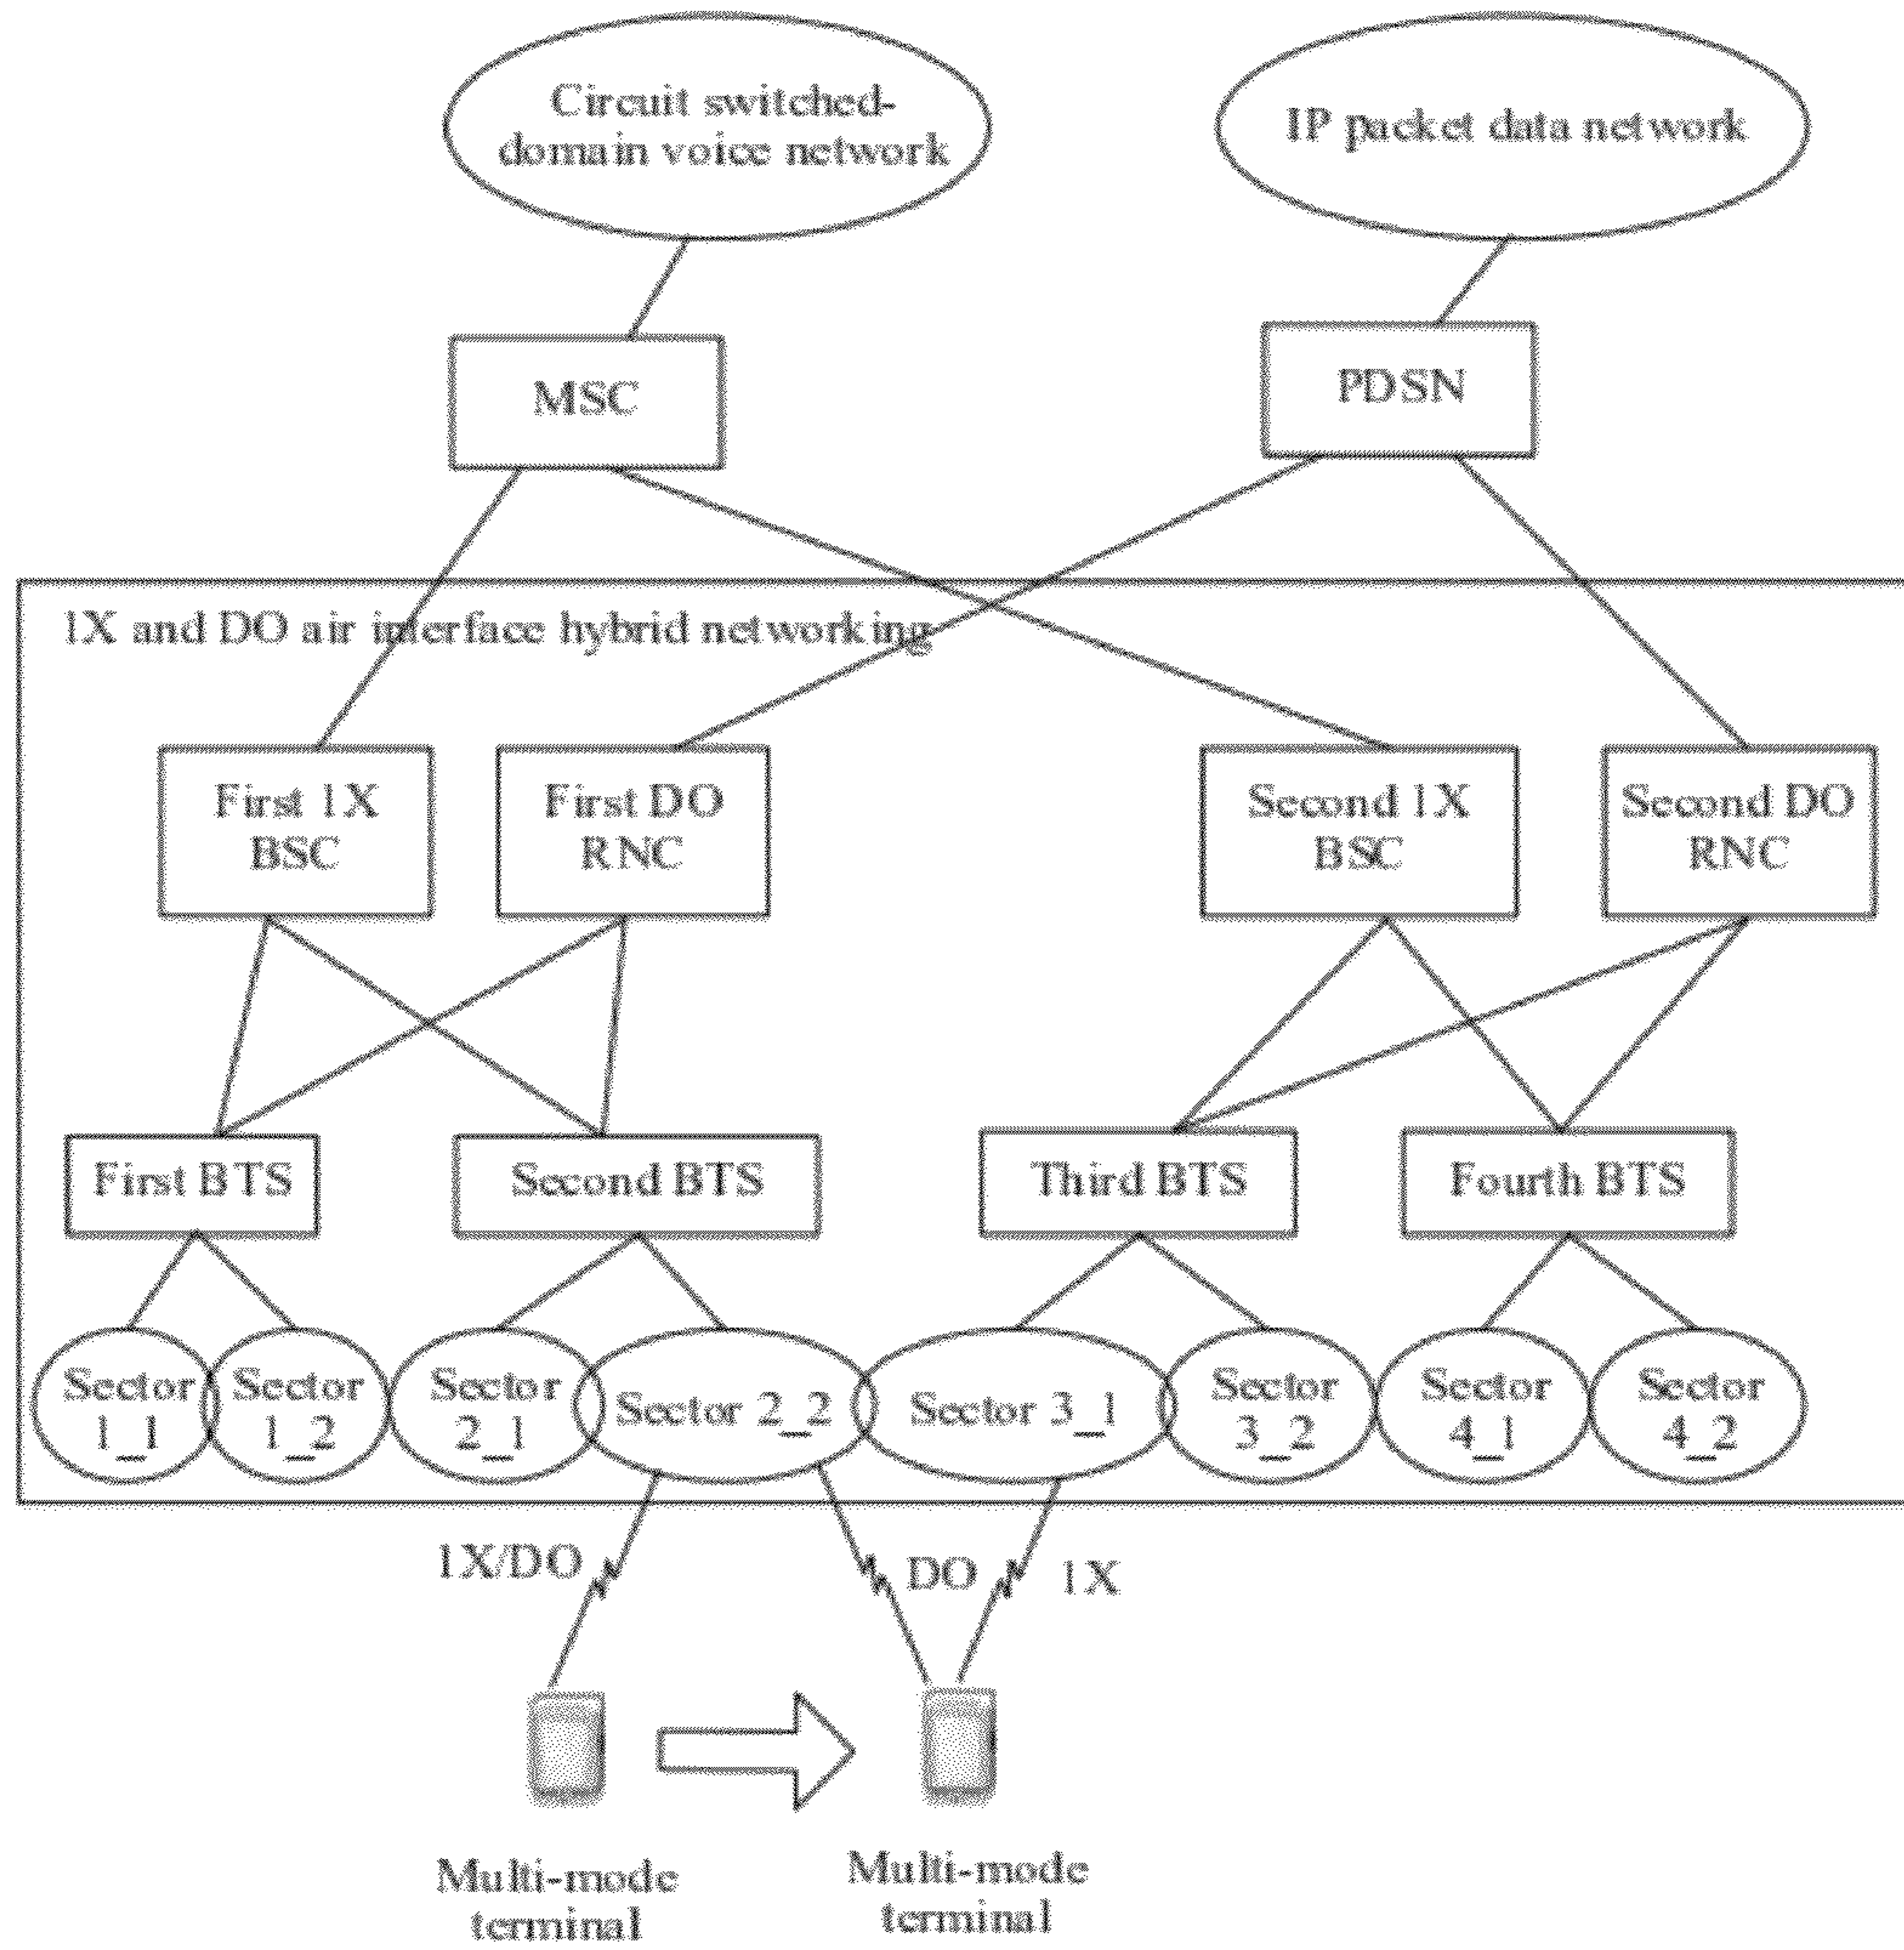 Circuit switched-
domain voice network
IP packet data network
MSC
PDSN
1X and DO air interface hybrid networking
First 1X
BSC
First DO
RNC
Second 1X
BSC
Second DO
RNC
First BTS
Second BTS
Third BTS
Fourth BTS
Sector
1_1
Sector
1_2
Sector
2_1
Sector 2_2
Sector 3_1
Sector
3_2
Sector
4_1
Sector
4_2
1X/DO
DO
1X
Multi-mode
terminal
Multi-mode
terminal